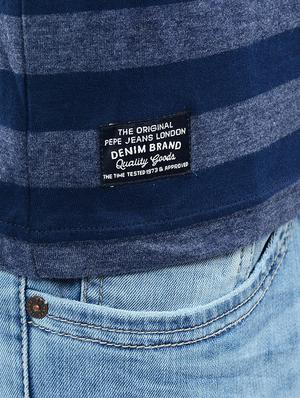 THE ORIGINAL
PEPE JEANS LONDON
DENIM BRAND
Quality Goods
THE TIME TESTED 1973 & APPROVED